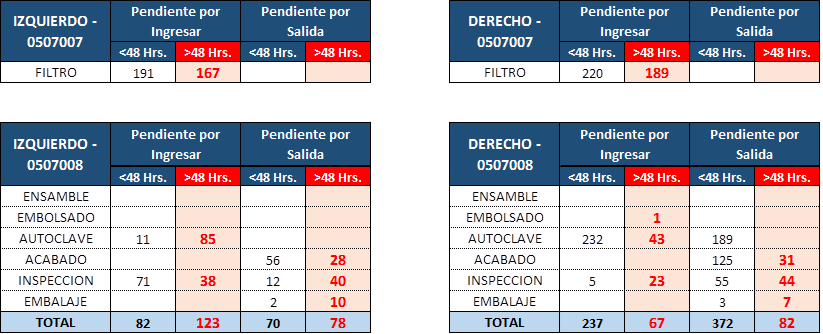 IZQUIERDO - 0507007 Pendiente por Ingresar Pendiente por Salida
<48 Hrs. >48 Hrs. <48 Hrs. >48 Hrs.
FILTRO 191 167
DERECHO - 0507007 Pendiente por Ingresar Pendiente por Salida
<48 Hrs. >48 Hrs. <48 Hrs. >48 Hrs.
FILTRO 220 189
IZQUIERDO - 0507008 Pendiente por Ingresar Pendiente por Salida
<48 Hrs. >48 Hrs. <48 Hrs. >48 Hrs.
ENSAMBLE
EMBOLSADO
AUTOCLAVE 11 85
ACABADO 56 28
INSPECCION 71 38 12 40
EMBALAJE 2 10
TOTAL 82 123 70 78
DERECHO - 0507008 Pendiente por Ingresar Pendiente por Salida
<48 Hrs. >48 Hrs. <48 Hrs. >48 Hrs.
ENSAMBLE
EMBOLSADO 1
AUTOCLAVE 232 43 189
ACABADO 125 31
INSPECCION 5 23 55 44
EMBALAJE 3 7
TOTAL 237 67 372 82